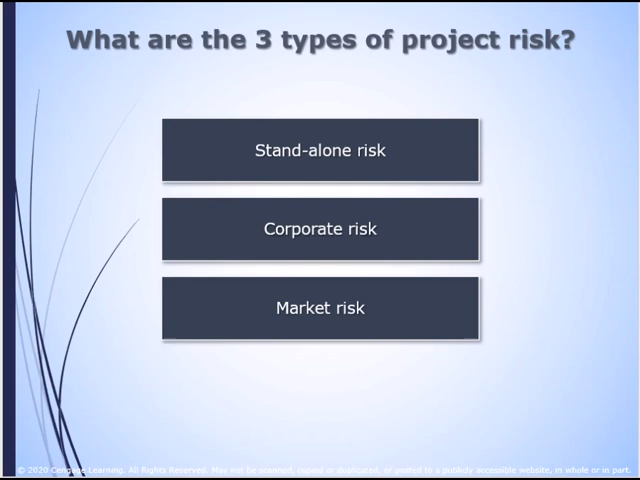 What are the 3 types of project risk?
Stand-alone risk
Corporate risk
Market risk
© 2020 Cengage Learning. All Rights Reserved. May not be scanned, copied or duplicated, or posted to a publicly accessible website, in whole or in part.